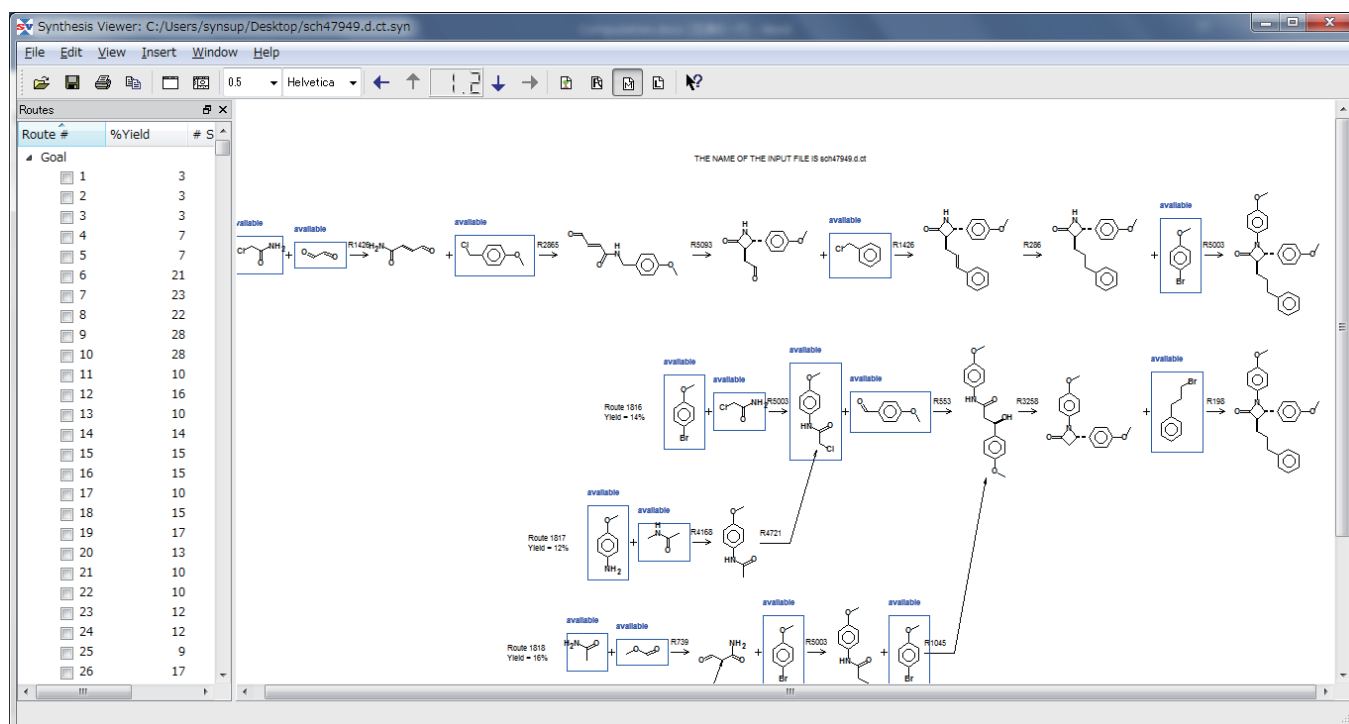 Synthesis Viewer: C:/Users/synsup/Desktop/sch47949.d.ct.syn
File Edit View Insert Window Help
0.5 Helvetica 1.2
Routes
Route # %Yield # S
Goal
1 3
2 3
3 3
4 7
5 7
6 21
7 23
8 22
9 28
10 28
11 10
12 16
13 10
14 14
15 15
16 15
17 10
18 15
19 17
20 13
21 10
22 10
23 12
24 12
25 9
26 17
THE NAME OF THE INPUT FILE IS sch47949.d.ct
available available available available available
R1426 R2865 R5093 R1426 R286 R5003
available available available available available
Route 1816
Yield = 14%
R5003 R553 R3258 R198
available available
Route 1817
Yield = 12%
R4168 R4721
available available available available
Route 1818
Yield = 16%
R739 R5003 R1045